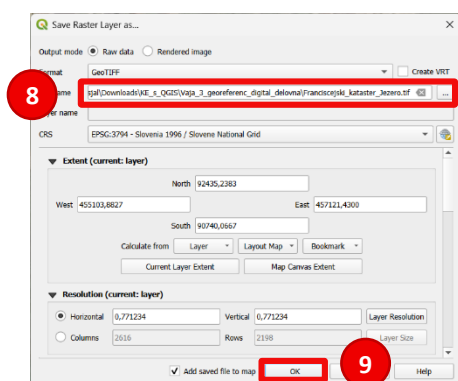 Save Raster Layer as...
Output mode Raw data Rendered image
Format GeoTIFF Create VRT
8 name sjal\Downloads\KE_s_QGIS\Vaja_3_georeferenc_digital_delovna\Franciscejski_kataster_Jezero.tif ...
layer name
CRS EPSG:3794 - Slovenia 1996 / Slovene National Grid
Extent (current: layer)
North 92435,2383
West 455103,8827 East 457121,4300
South 90740,0667
Calculate from Layer Layout Map Bookmark
Current Layer Extent Map Canvas Extent
Resolution (current: layer)
Horizontal 0,771234 Vertical 0,771234 Layer Resolution
Columns 2616 Rows 2198 Layer Size
Add saved file to map OK 9 Help